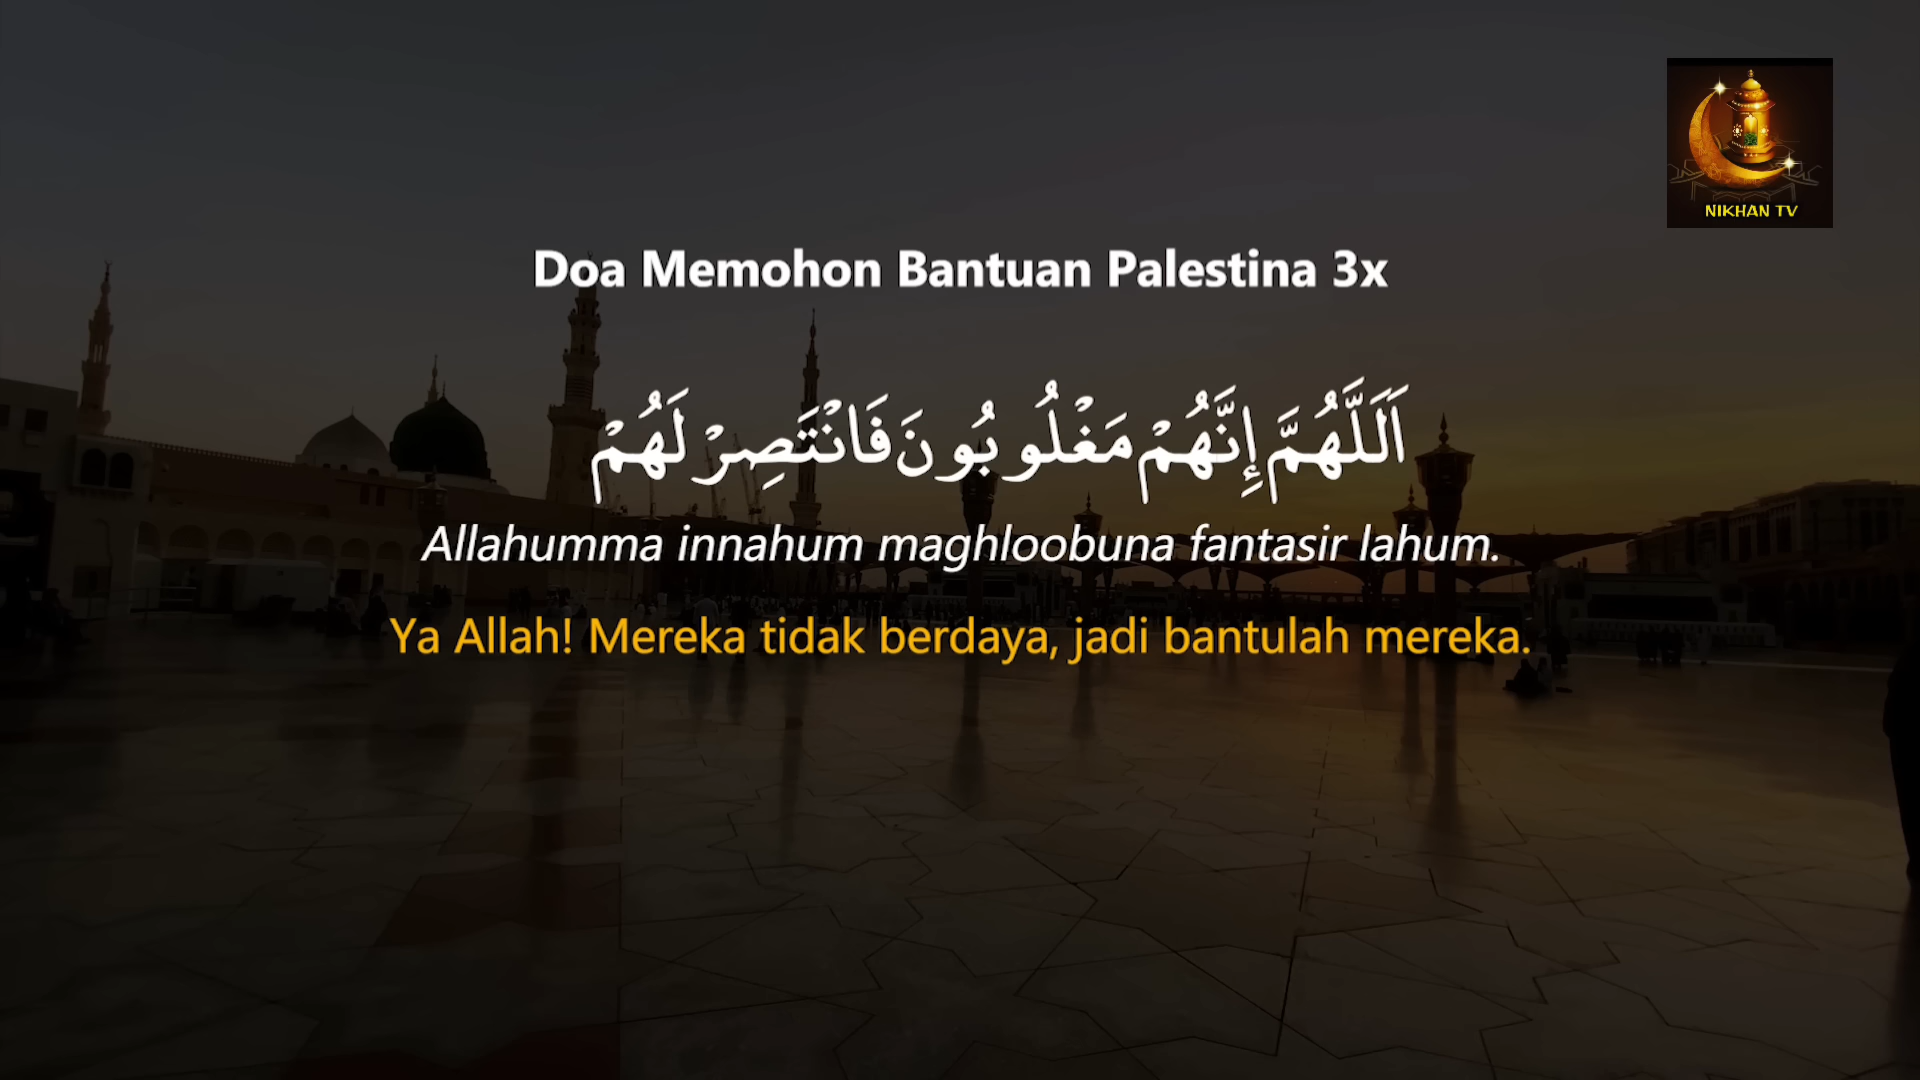 NIKHAN TV
Doa Memohon Bantuan Palestina 3x
اَللَّهُمَّ إِنَّهُمْ مَغْلُوبُونَ فَانْتَصِرْ لَهُمْ
Allahumma innahum maghloobuna fantasir lahum.
Ya Allah! Mereka tidak berdaya, jadi bantulah mereka.